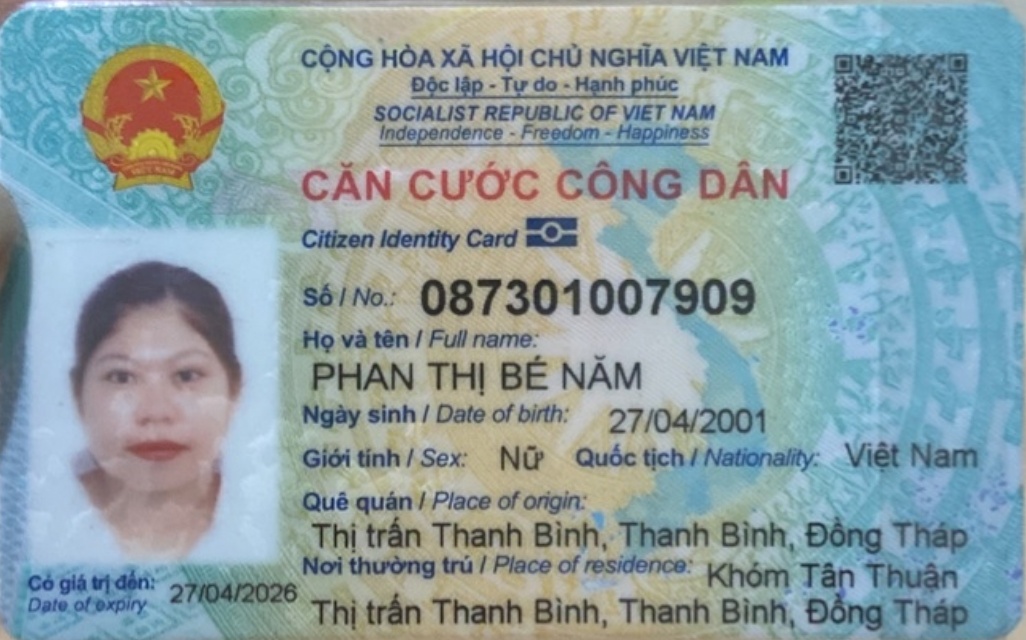 CỘNG HÒA XÃ HỘI CHỦ NGHĨA VIỆT NAM
Độc lập - Tự do - Hạnh phúc
SOCIALIST REPUBLIC OF VIET NAM
Independence - Freedom - Happiness
CĂN CƯỚC CÔNG DÂN
Citizen Identity Card
Số / No.: 087301007909
Họ và tên / Full name:
PHAN THỊ BÉ NĂM
Ngày sinh / Date of birth: 27/04/2001
Giới tính / Sex: Nữ Quốc tịch / Nationality: Việt Nam
Quê quán / Place of origin:
Thị trấn Thanh Bình, Thanh Bình, Đồng Tháp
Nơi thường trú / Place of residence: Khóm Tân Thuận
Thị trấn Thanh Bình, Thanh Bình, Đồng Tháp
Có giá trị đến: 27/04/2026
Date of expiry
VIỆT NAM